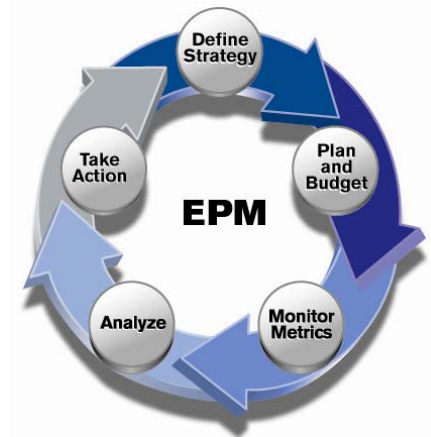 Define
Strategy
Plan
and
Budget
Monitor
Metrics
Analyze
Take
Action
EPM